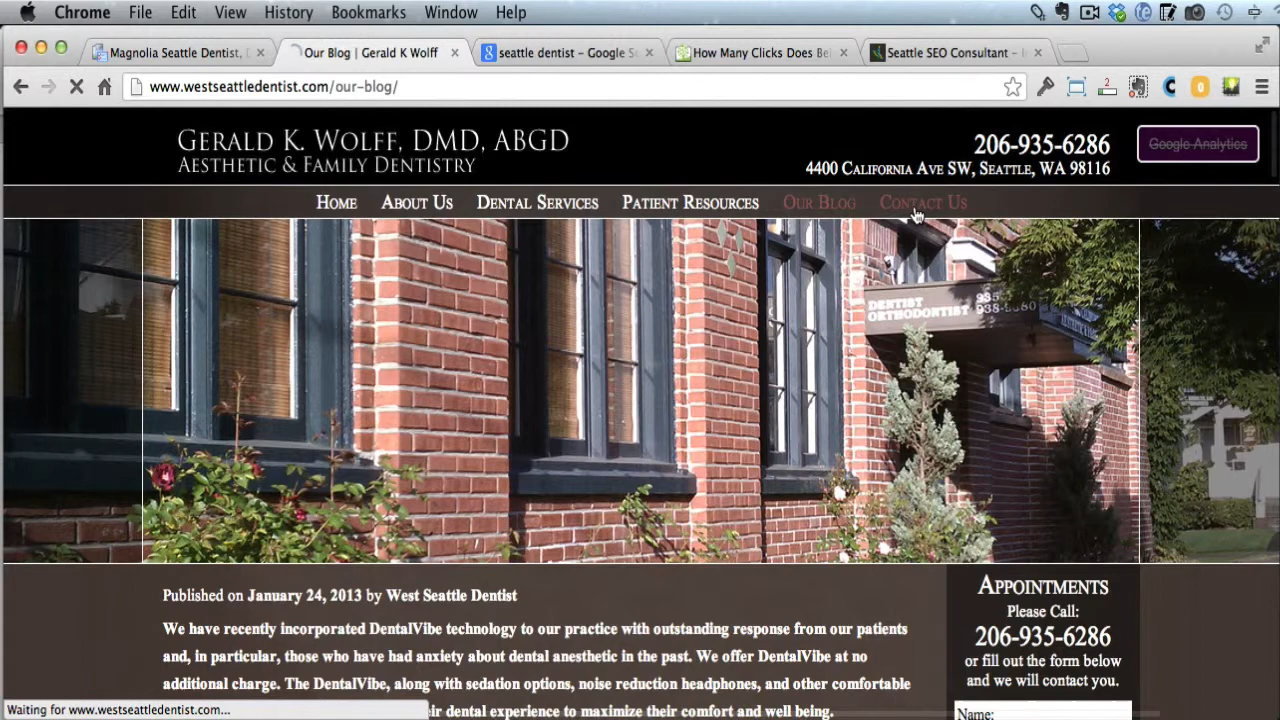 Chrome File Edit View History Bookmarks Window Help
Magnolia Seattle Dentist, Our Blog | Gerald K Wolff seattle dentist - Google Se How Many Clicks Does Bei Seattle SEO Consultant - I
www.westseattledentist.com/our-blog/
2
Gerald K. Wolff, DMD, ABGD
Aesthetic & Family Dentistry
206-935-6286
4400 California Ave SW, Seattle, WA 98116
Google Analytics
Home About Us Dental Services Patient Resources Our Blog Contact Us
DENTIST 935
ORTHODONTIST 938-
Published on January 24, 2013 by West Seattle Dentist
We have recently incorporated DentalVibe technology to our practice with outstanding response from our patients
and, in particular, those who have had anxiety about dental anesthetic in the past. We offer DentalVibe at no
additional charge. The DentalVibe, along with sedation options, noise reduction headphones, and other comfortable
their dental experience to maximize their comfort and well being.
Appointments
Please Call:
206-935-6286
or fill out the form below
and we will contact you.
Name:
Waiting for www.westseattledentist.com...